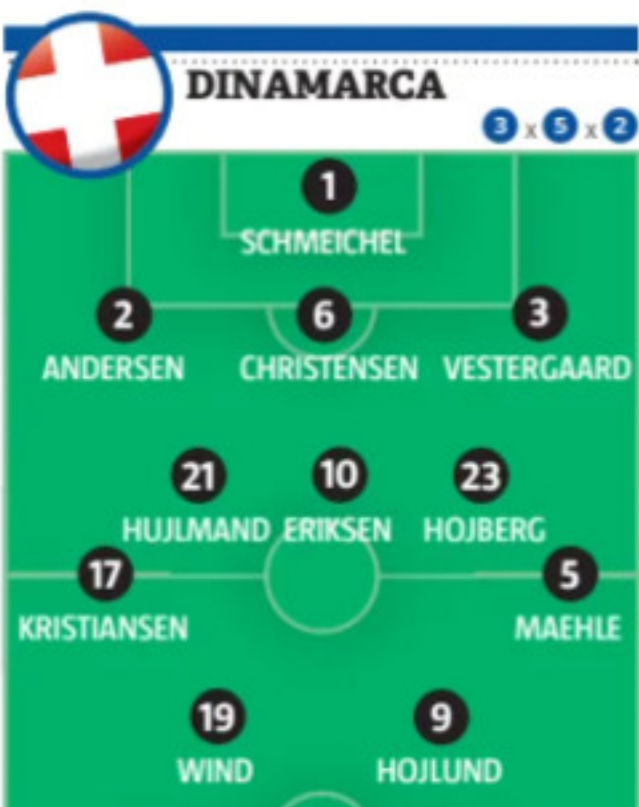 DINAMARCA
3 x 5 x 2
1
SCHMEICHEL
2 6 3
ANDERSEN CHRISTENSEN VESTERGAARD
21 10 23
HUJLMAND ERIKSEN HOJBERG
17 5
KRISTIANSEN MAEHLE
19 9
WIND HOJLUND